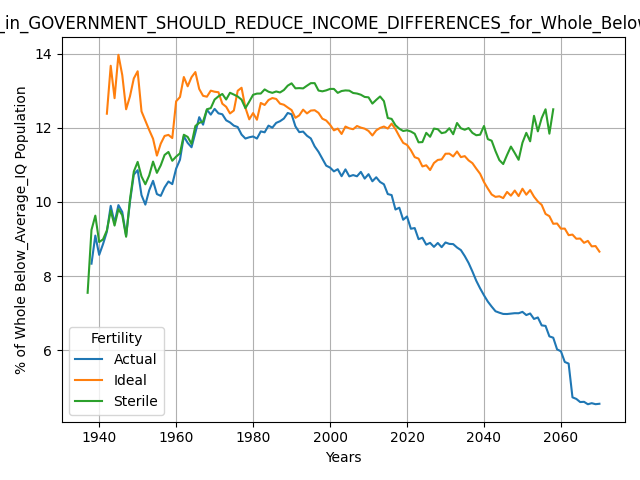 _in_GOVERNMENT_SHOULD_REDUCE_INCOME_DIFFERENCES_for_Whole_Below
% of Whole Below_Average_IQ Population
14
12
10
8
6
Fertility
Actual
Ideal
Sterile
1940
1960
1980
2000
2020
2040
2060
Years